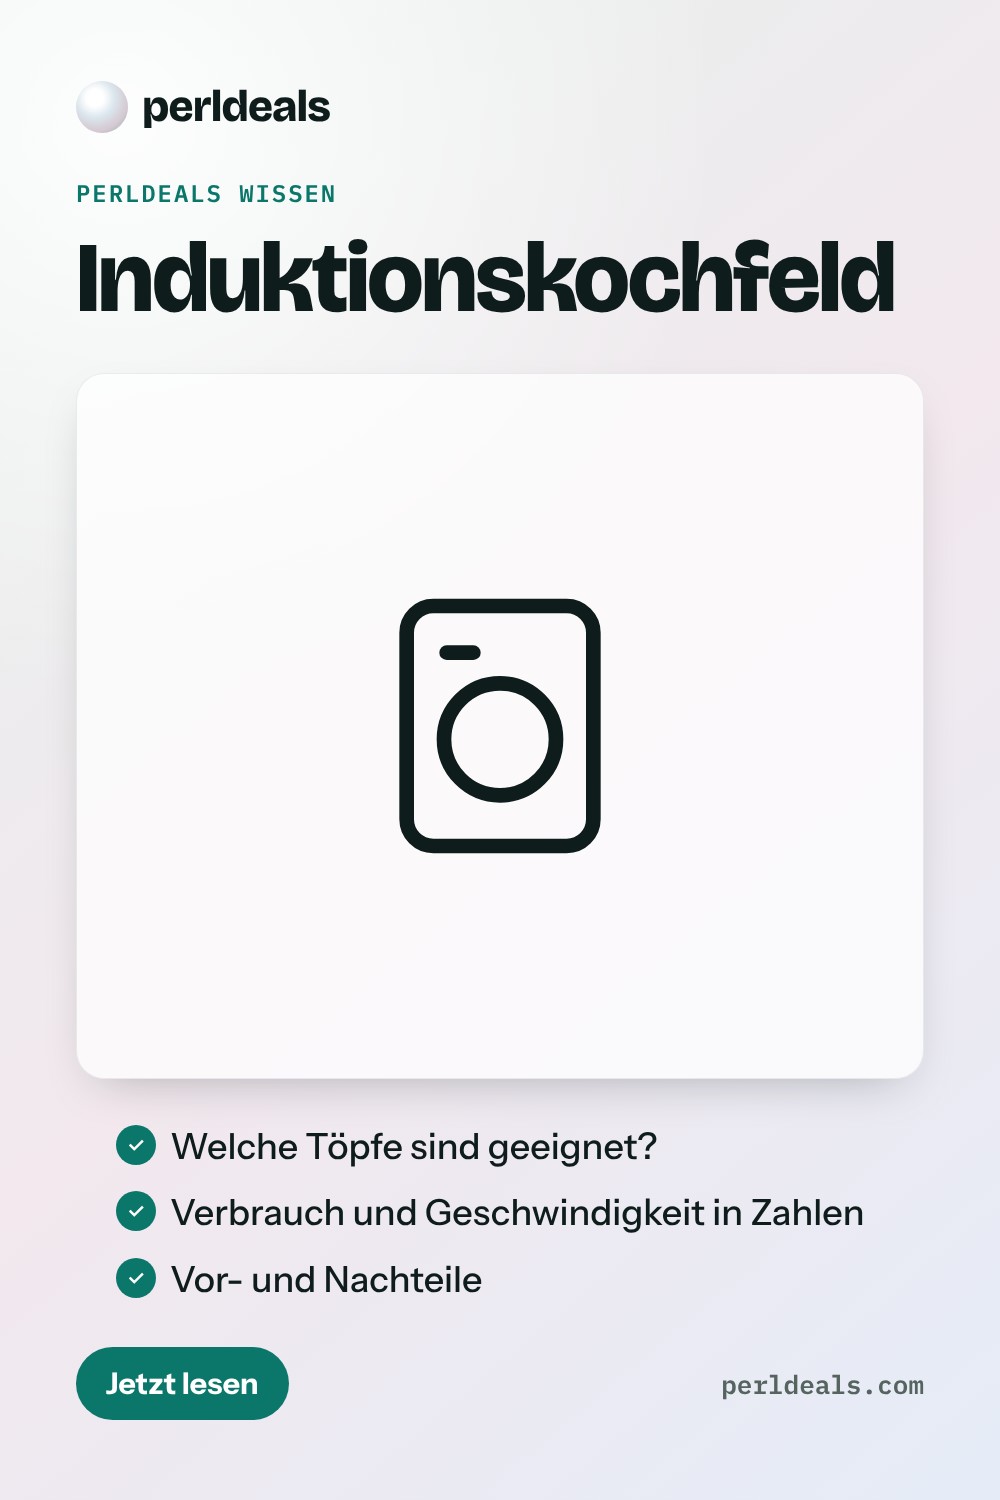 perldeals
PERLDEALS WISSEN
Induktionskochfeld
Welche Töpfe sind geeignet?
Verbrauch und Geschwindigkeit in Zahlen
Vor- und Nachteile
Jetzt lesen
perldeals.com